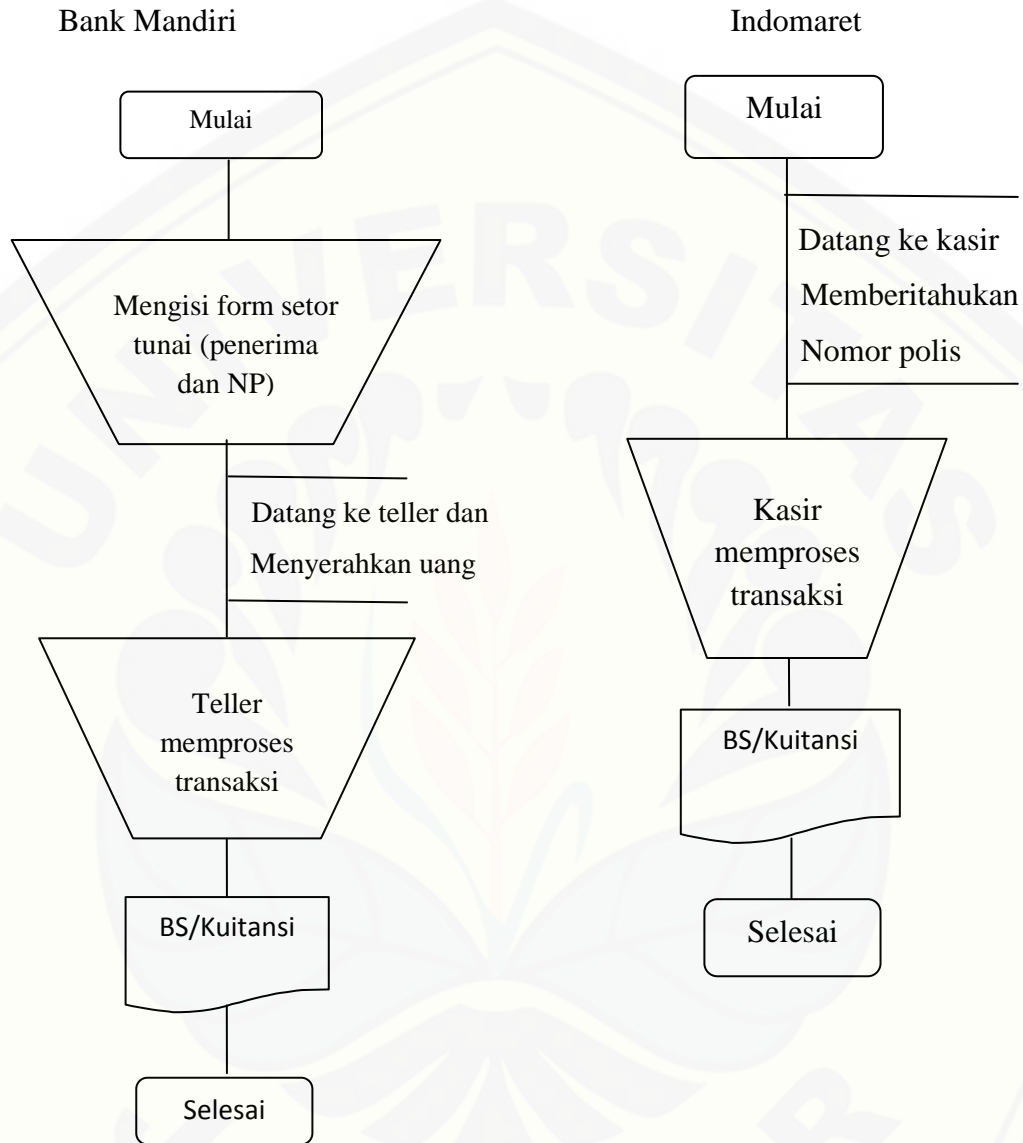 Bank Mandiri
Mulai
Mengisi form setor
tunai (penerima
dan NP)
Datang ke teller dan
Menyerahkan uang
Teller
memproses
transaksi
BS/Kuitansi
Selesai
Indomaret
Mulai
Datang ke kasir
Memberitahukan
Nomor polis
Kasir
memproses
transaksi
BS/Kuitansi
Selesai
UNIVERSITAS